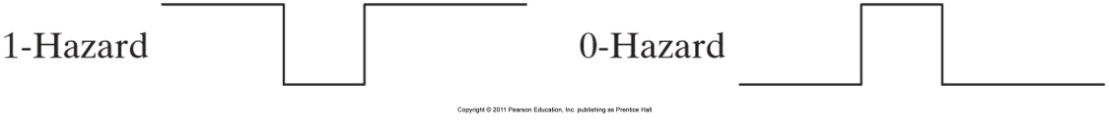 1-Hazard
0-Hazard
Copyright © 2011 Pearson Education, Inc. publishing as Prentice Hall